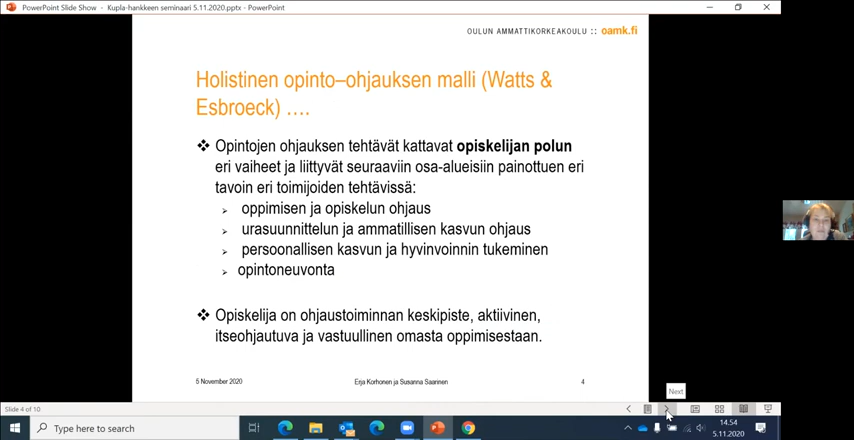 PowerPoint Slide Show - Kupla-hankkeen seminaari 5.11.2020.pptx - PowerPoint
OULUN AMMATTIKORKEAKOULU :: oamk.fi
Holistinen opinto–ohjauksen malli (Watts &
Esbroeck) ….
Opintojen ohjauksen tehtävät kattavat opiskelijan polun
eri vaiheet ja liittyvät seuraaviin osa-alueisiin painottuen eri
tavoin eri toimijoiden tehtävissä:
oppimisen ja opiskelun ohjaus
urasuunnittelun ja ammatillisen kasvun ohjaus
persoonallisen kasvun ja hyvinvoinnin tukeminen
opintoneuvonta
Opiskelija on ohjaustoiminnan keskipiste, aktiivinen,
itseohjautuva ja vastuullinen omasta oppimisestaan.
5 November 2020 Erja Korhonen ja Susanna Saarinen 4
Next
Slide 4 of 10
Type here to search
14.54
5.11.2020